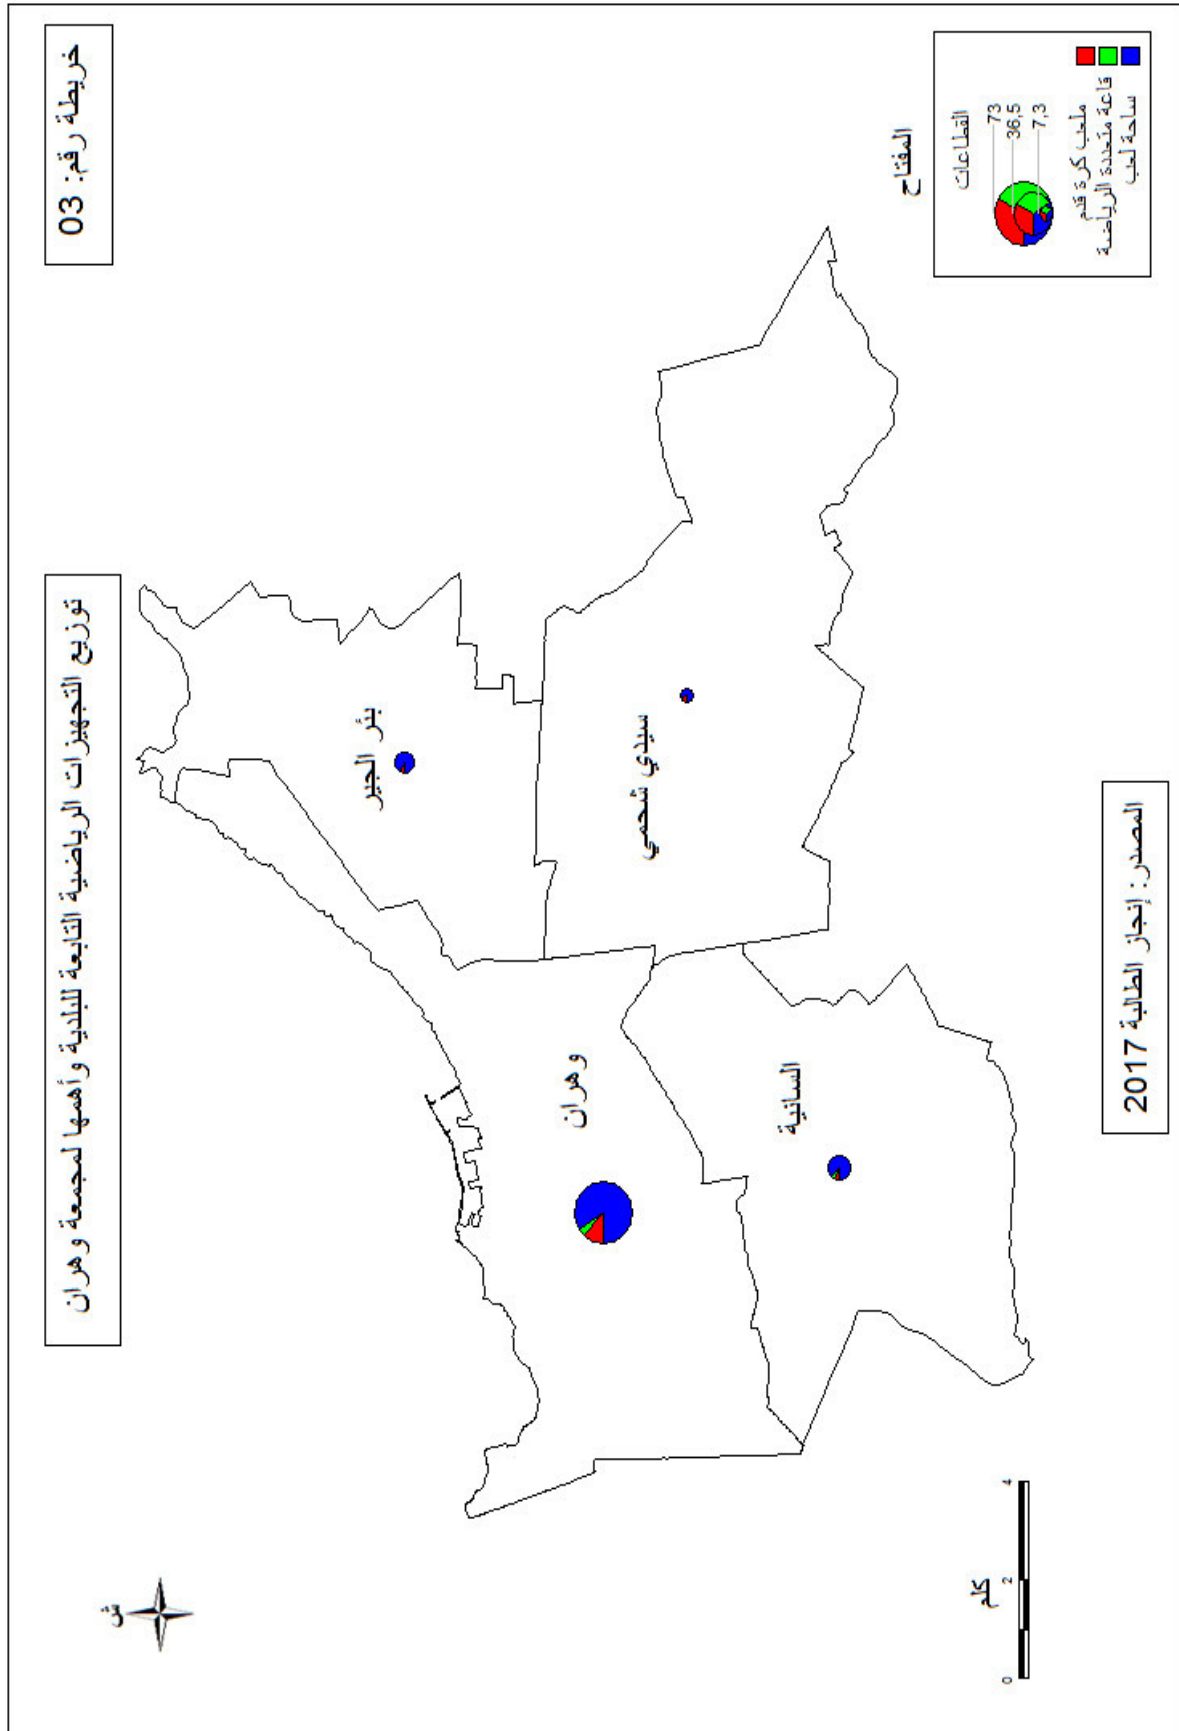 خريطة رقم: 03
توزيع التجهيزات الرياضية التابعة للبلدية وأهمها لمجمعة وهران
ش
بئر الجير
سيدي شحمي
وهران
السانية
المفتاح
القطاعات
73
36,5
7,3
ملعب كرة قدم
قاعة متعددة الرياضة
ساحة لعب
كلم
0 2 4
المصدر: إنجاز الطالبة 2017